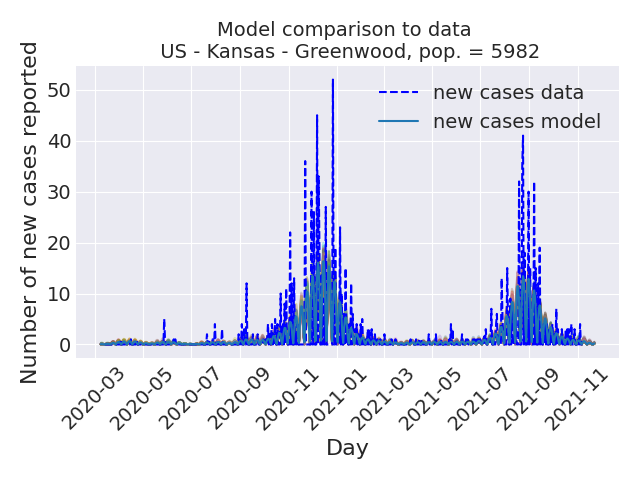 Model comparison to data
US - Kansas - Greenwood, pop. = 5982
Number of new cases reported
50
40
30
20
10
0
new cases data
new cases model
2020-03
2020-05
2020-07
2020-09
2020-11
2021-01
2021-03
2021-05
2021-07
2021-09
2021-11
Day